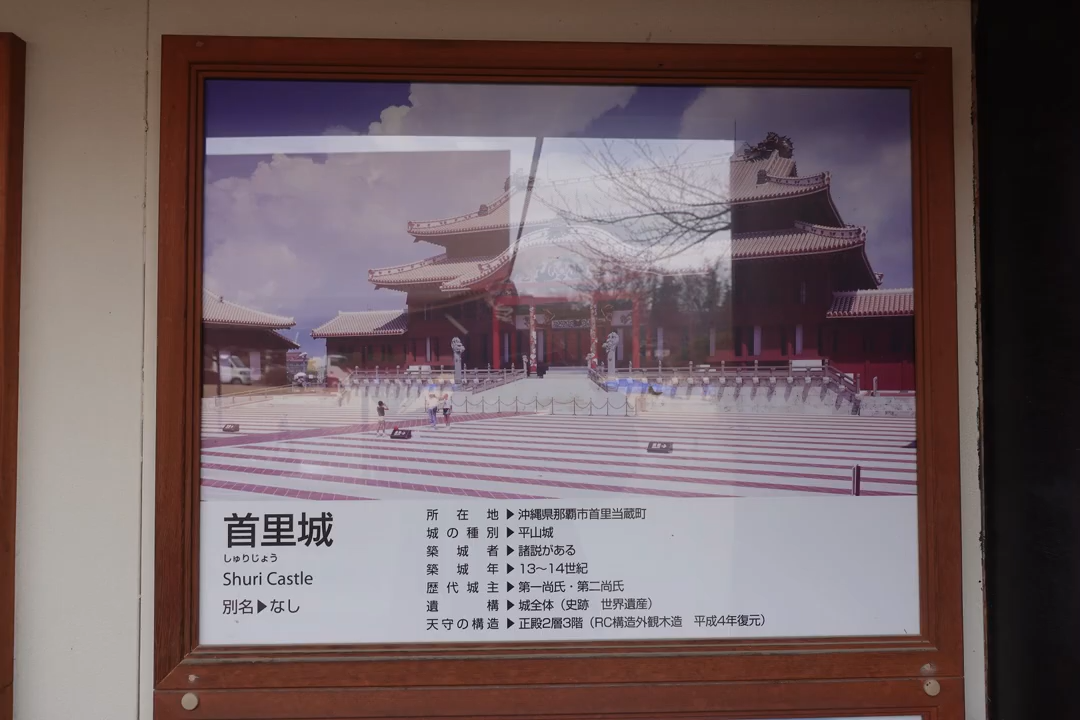 首里城
しゅりじょう
Shuri Castle
別名▶なし
所在地▶沖縄県那覇市首里当蔵町
城の種別▶平山城
築城者▶諸説がある
築城年▶13〜14世紀
歴代城主▶第一尚氏・第二尚氏
遺構▶城全体（史跡　世界遺産）
天守の構造▶正殿2層3階（RC構造外観木造　平成4年復元）